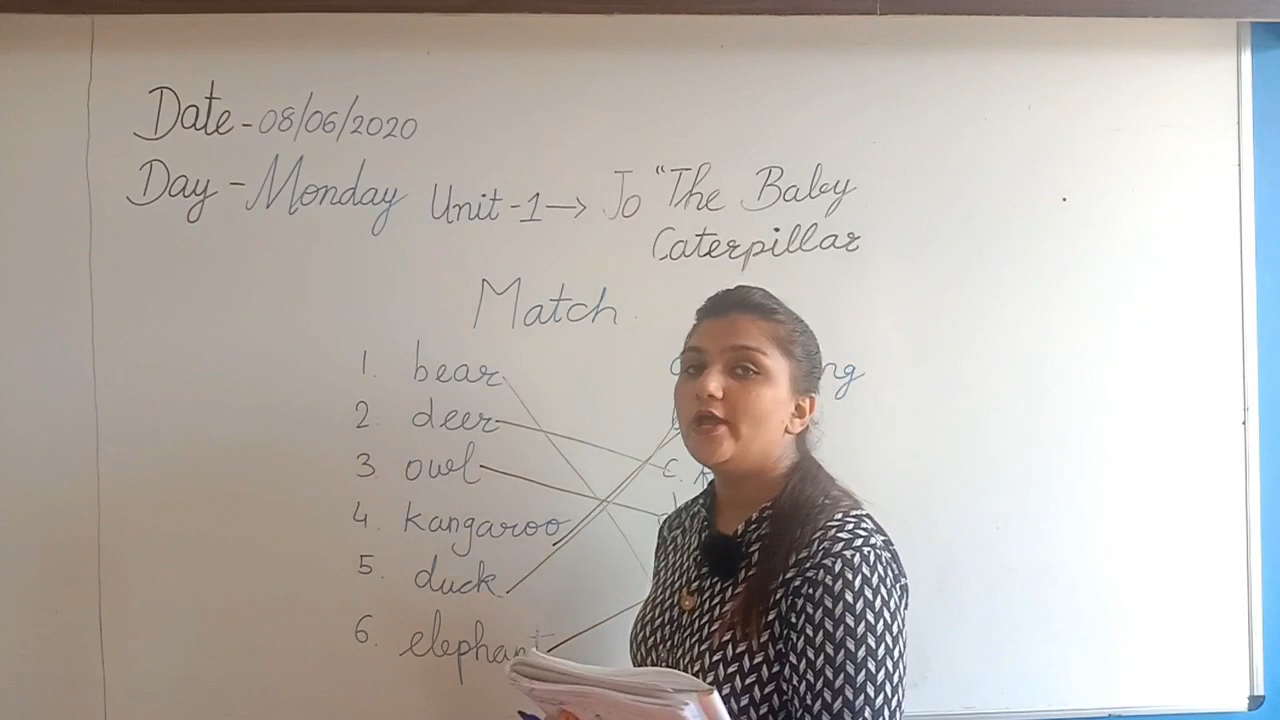 Date - 08/06/2020
Day - Monday
Unit - 1 → Jo "The Baby
Caterpillar
Match
1. bear
2. deer
3 owl
4. kangaroo
5. duck
6. elephant
c.